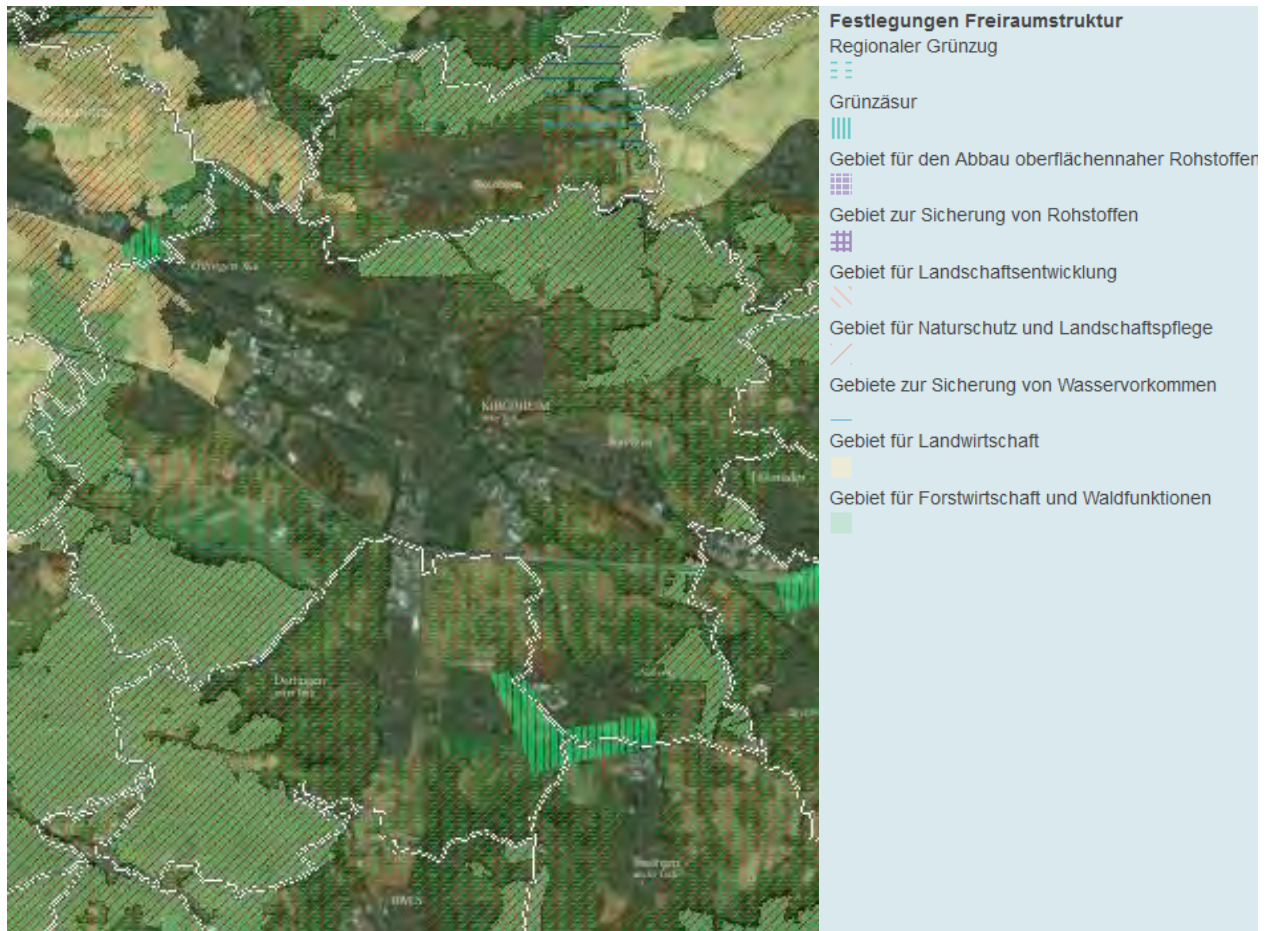 Festlegungen Freiraumstruktur
Regionaler Grünzug
Grünzäsur
Gebiet für den Abbau oberflächennaher Rohstoffen
Gebiet zur Sicherung von Rohstoffen
Gebiet für Landschaftsentwicklung
Gebiet für Naturschutz und Landschaftspflege
Gebiete zur Sicherung von Wasservorkommen
Gebiet für Landwirtschaft
Gebiet für Forstwirtschaft und Waldfunktionen
KIRCHHEIM
Dettingen
OWEN